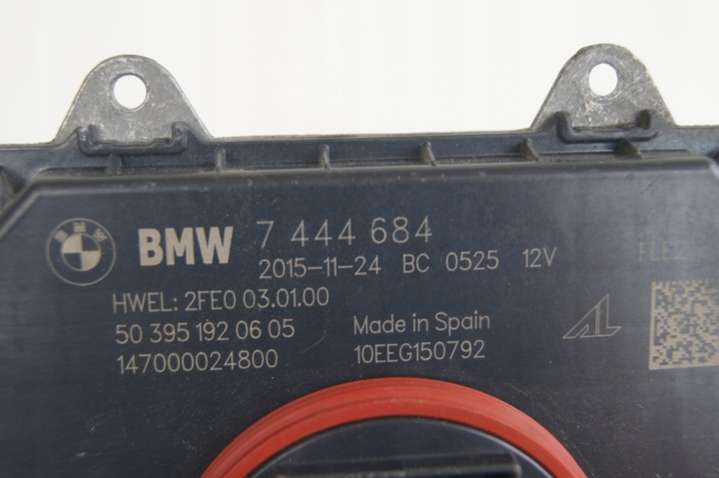 BMW 7 444 684
2015-11-24 BC 0525 12V
HWEL: 2FE0 03.01.00
50 395 192 06 05 Made in Spain
147000024800 10EEG150792
AL